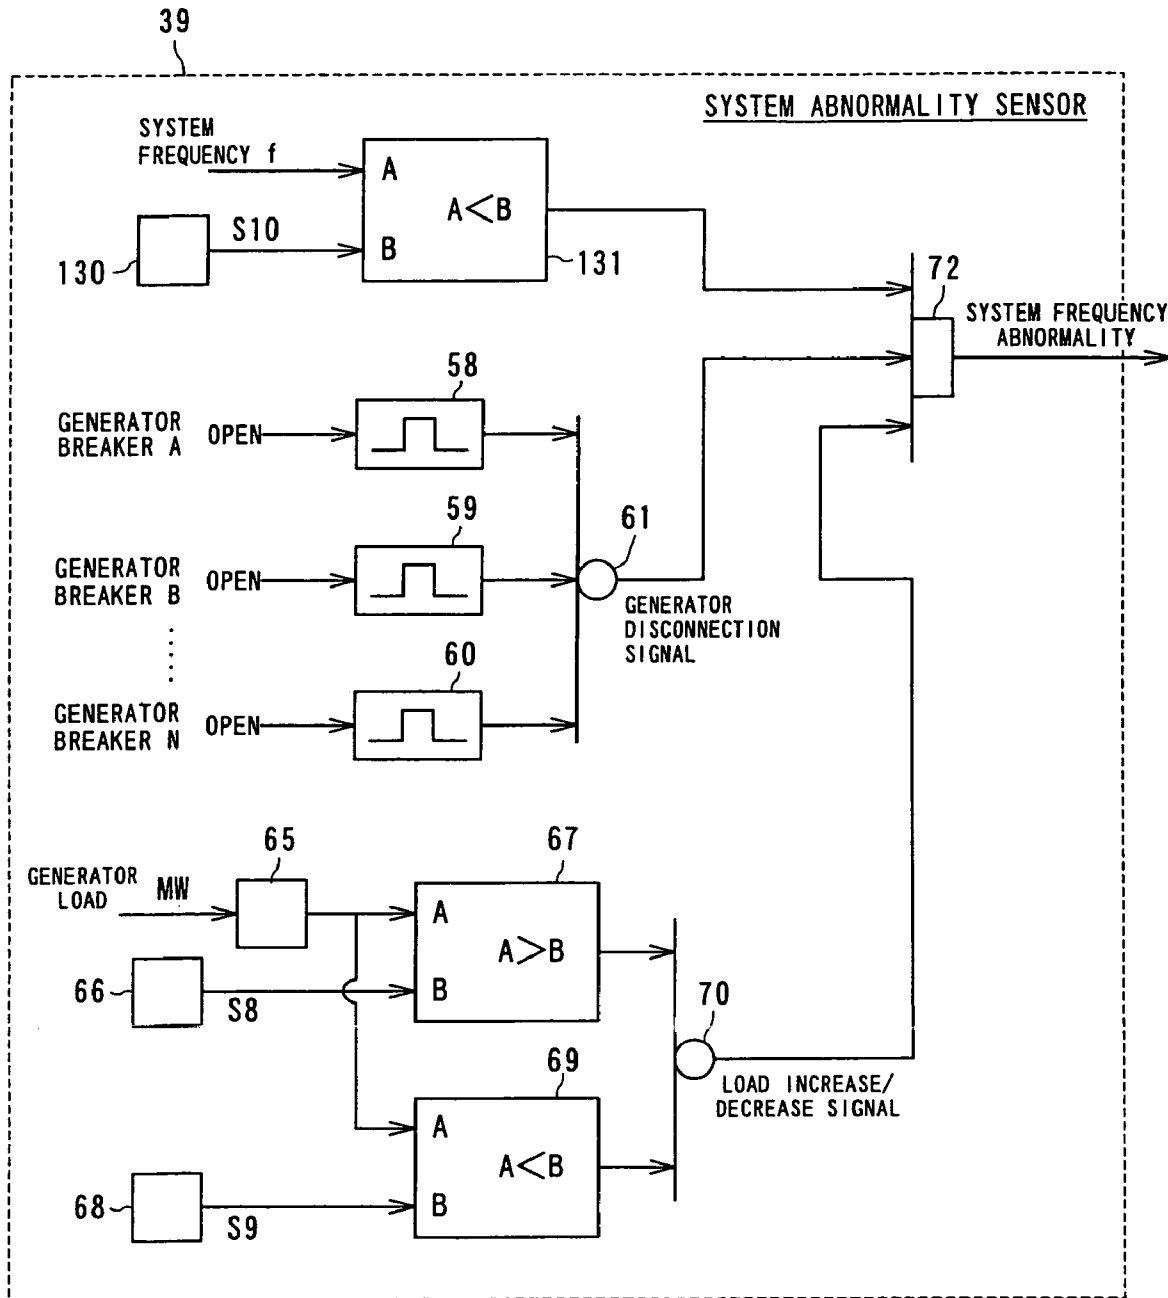 39
SYSTEM ABNORMALITY SENSOR
SYSTEM
FREQUENCY f
A
A<B
B
S10
130
131
72
SYSTEM FREQUENCY
ABNORMALITY
58
GENERATOR
BREAKER A
OPEN
59
61
GENERATOR
BREAKER B
OPEN
GENERATOR
DISCONNECTION
SIGNAL
60
GENERATOR
BREAKER N
OPEN
65
67
GENERATOR
LOAD
MW
A
A>B
B
66
S8
70
69
LOAD INCREASE/
DECREASE SIGNAL
A
A<B
B
68
S9